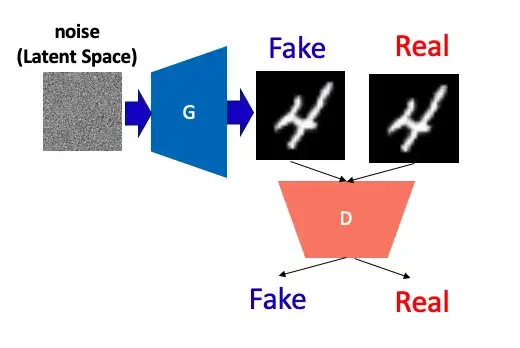 noise
(Latent Space)
Fake
Real
G
D
Fake
Real